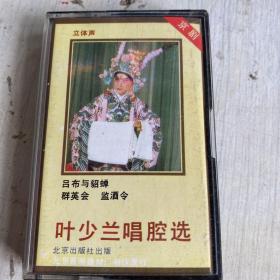 立体声
京剧
吕布与貂蝉
群英会 监酒令
叶少兰唱腔选
北京出版社出版